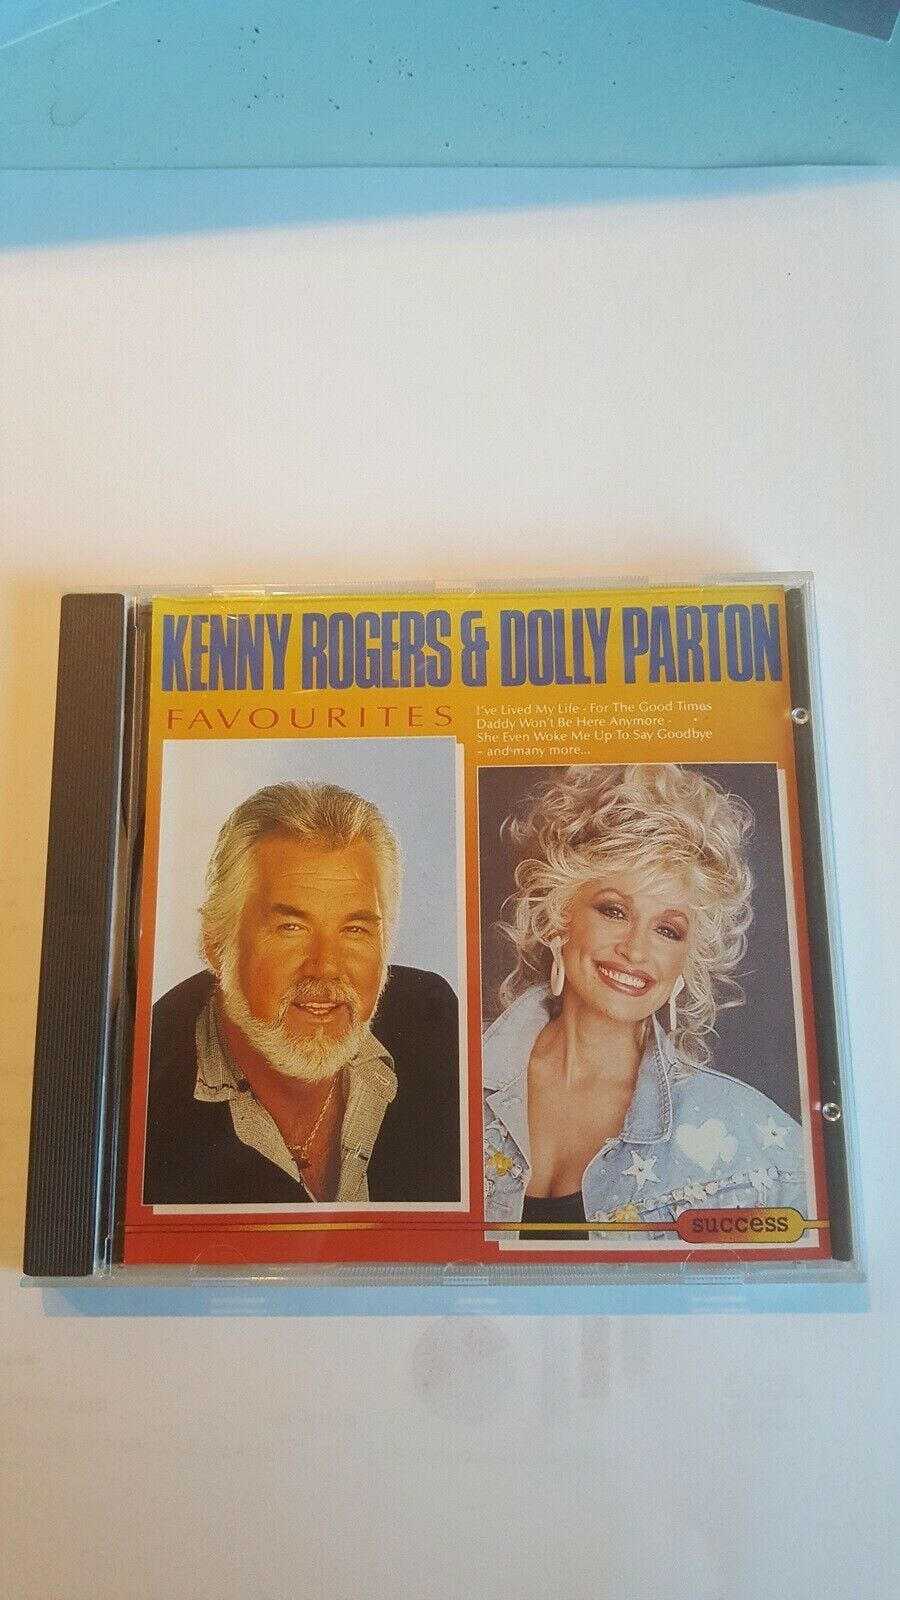 KENNY ROGERS & DOLLY PARTON
FAVOURITES
I've Lived My Life - For The Good Times
Daddy Won't Be Here Anymore -
She Even Woke Me Up To Say Goodbye
– and many more...
success